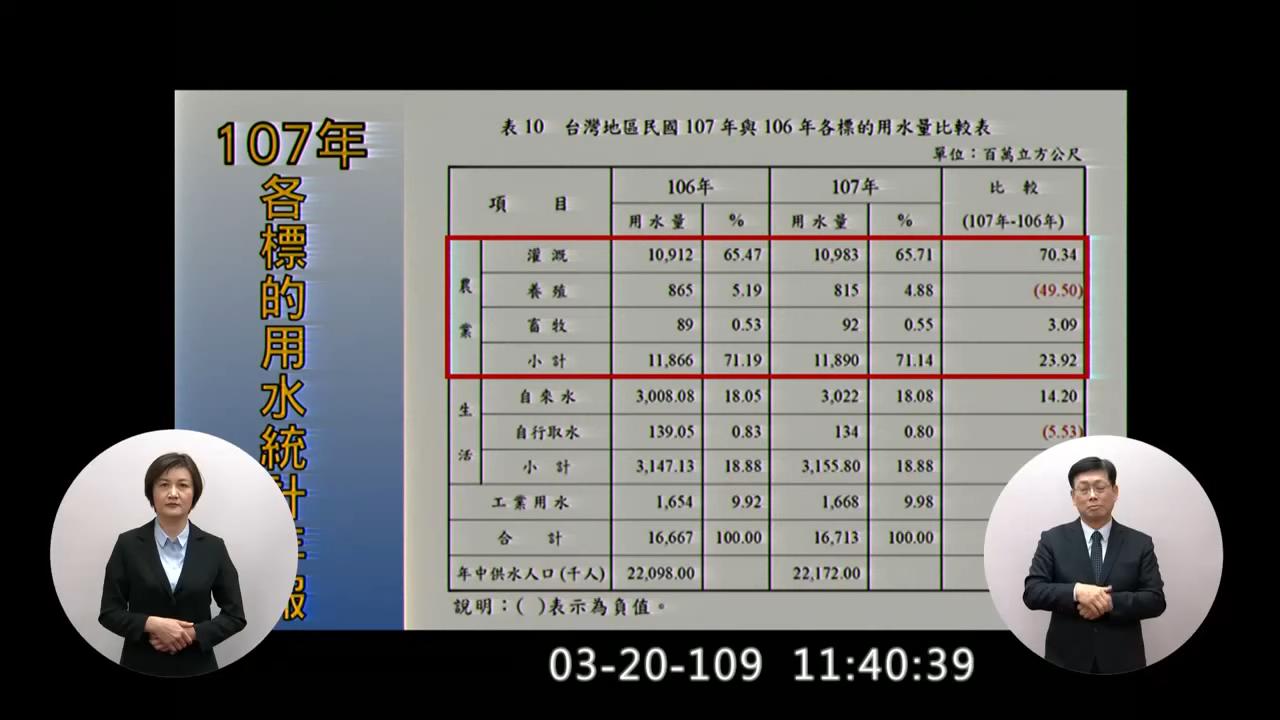 107年
各標的用水統計年報
表 10 台灣地區民國 107 年與 106 年各標的用水量比較表
單位：百萬立方公尺
項 目 106年 107年 比 較
用水量 % 用水量 % (107年-106年)
農業
灌溉 10,912 65.47 10,983 65.71 70.34
養殖 865 5.19 815 4.88 (49.50)
畜牧 89 0.53 92 0.55 3.09
小計 11,866 71.19 11,890 71.14 23.92
生活
自來水 3,008.08 18.05 3,022 18.08 14.20
自行取水 139.05 0.83 134 0.80 (5.53)
小計 3,147.13 18.88 3,155.80 18.88
工業用水 1,654 9.92 1,668 9.98
合 計 16,667 100.00 16,713 100.00
年中供水人口(千人) 22,098.00 22,172.00
說明：( )表示為負值。
03-20-109 11:40:39